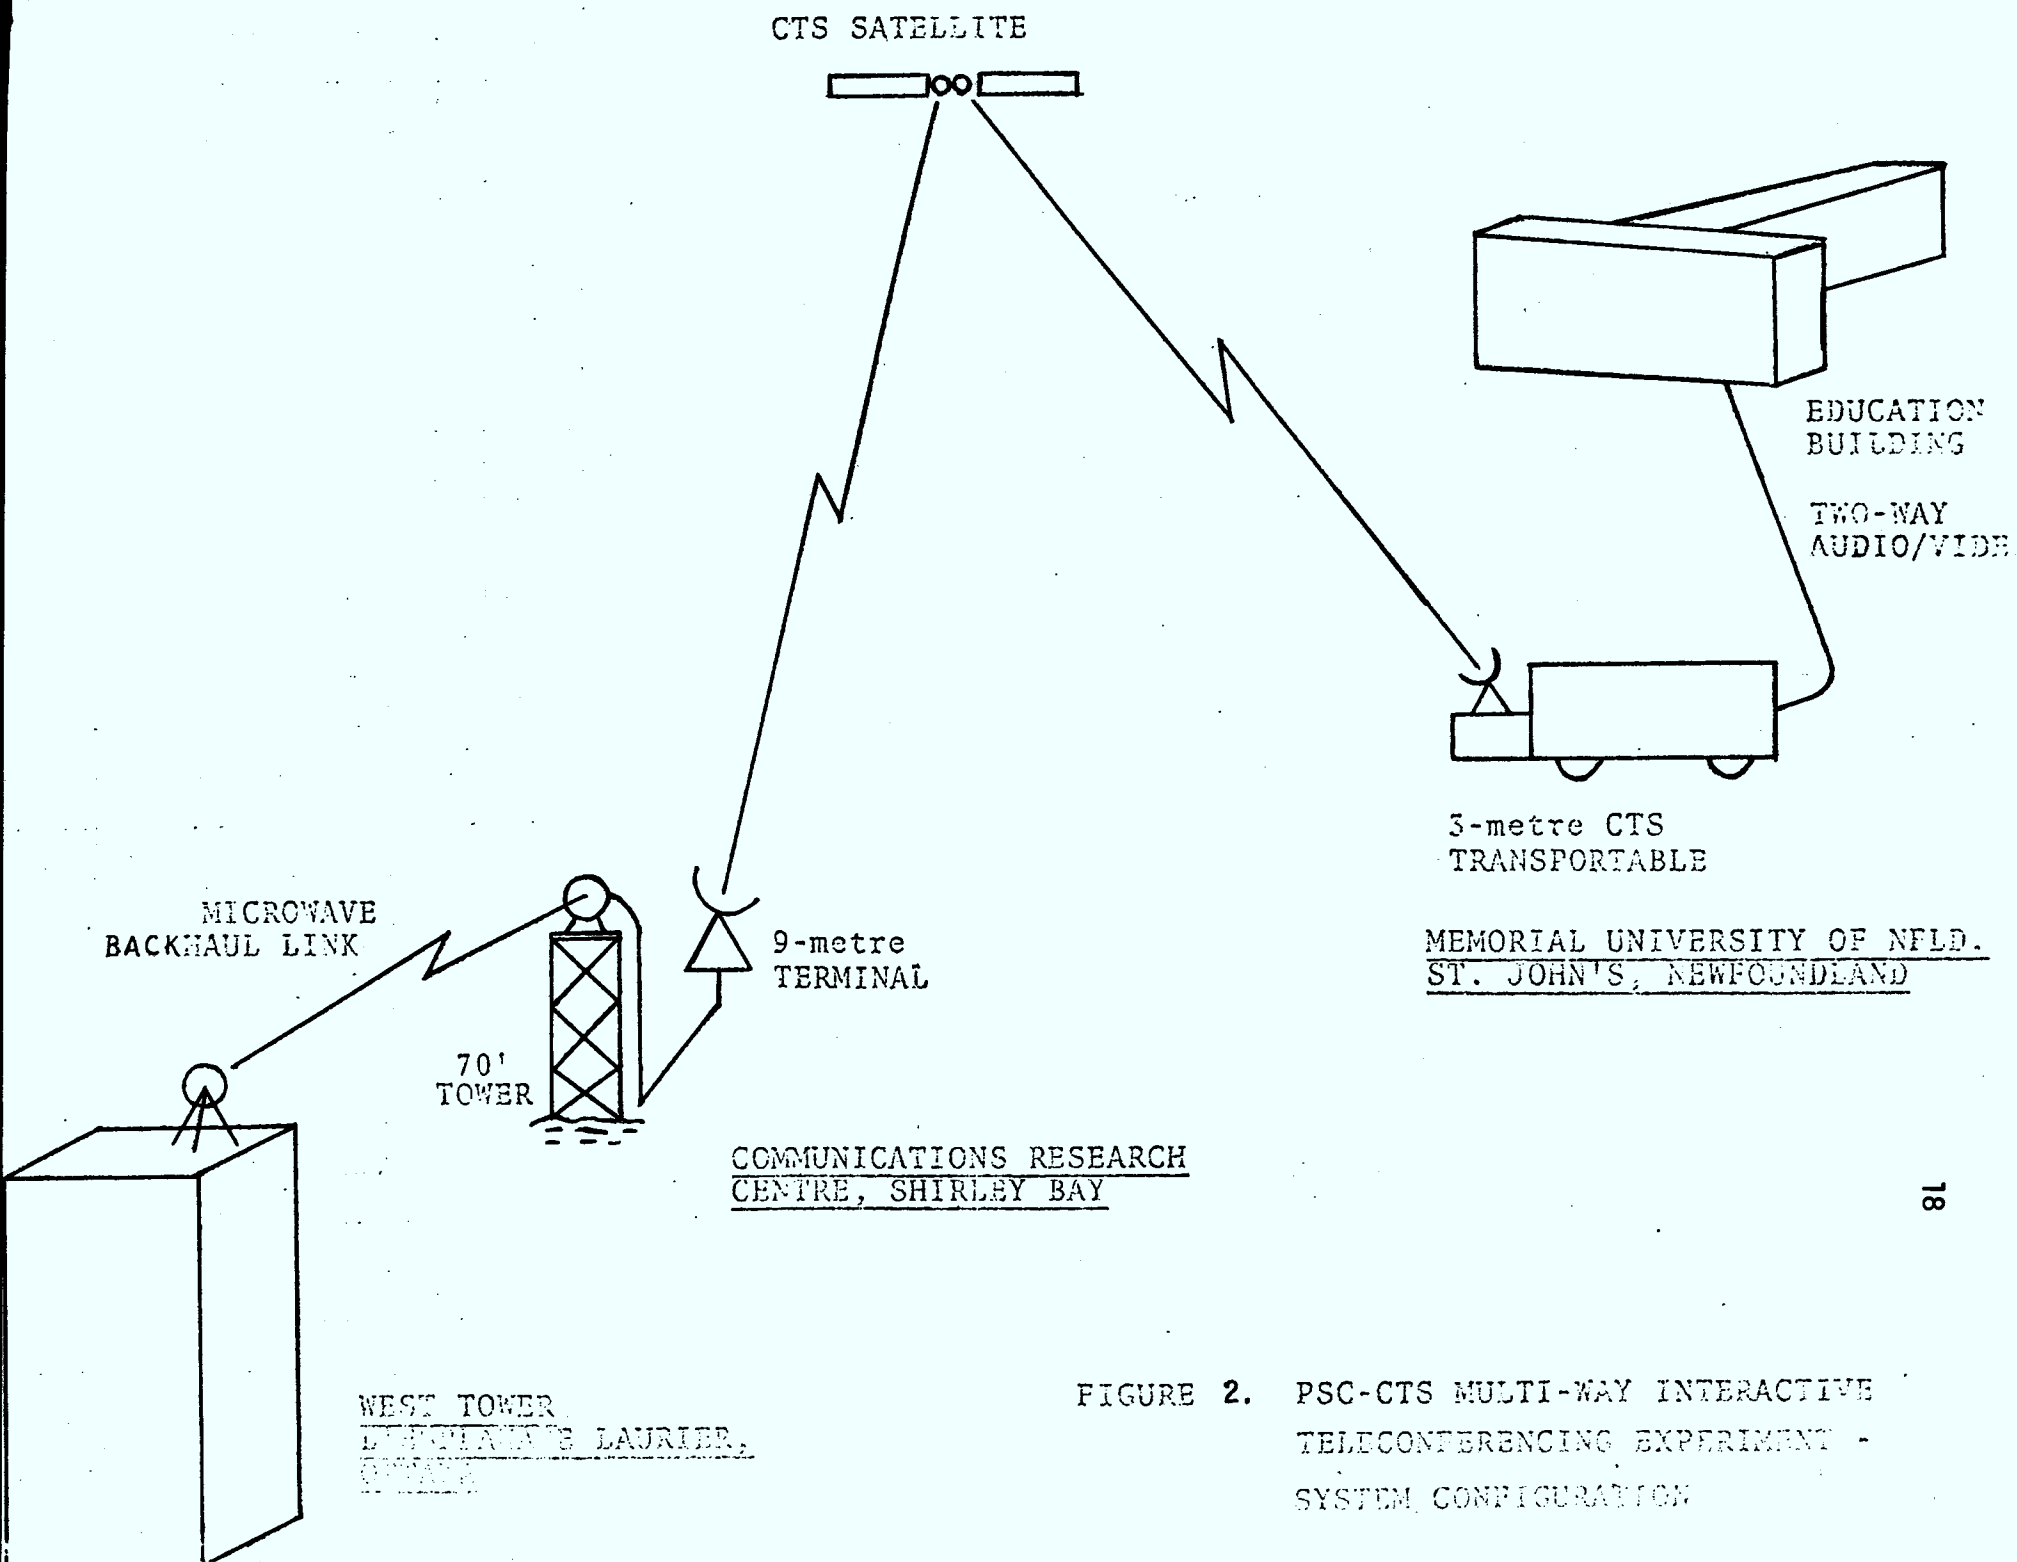 CTS SATELLITE
EDUCATION
BUILDING
TWO-WAY
AUDIO/VIDE
3-metre CTS
TRANSPORTABLE
MEMORIAL UNIVERSITY OF NFLD.
ST. JOHN'S, NEWFOUNDLAND
MICROWAVE
BACKHAUL LINK
9-metre
TERMINAL
70'
TOWER
COMMUNICATIONS RESEARCH
CENTRE, SHIRLEY BAY
18
WEST TOWER
LAURIER,
OTTAWA
FIGURE 2. PSC-CTS MULTI-WAY INTERACTIVE
TELECONFERENCING EXPERIMENT -
SYSTEM CONFIGURATION